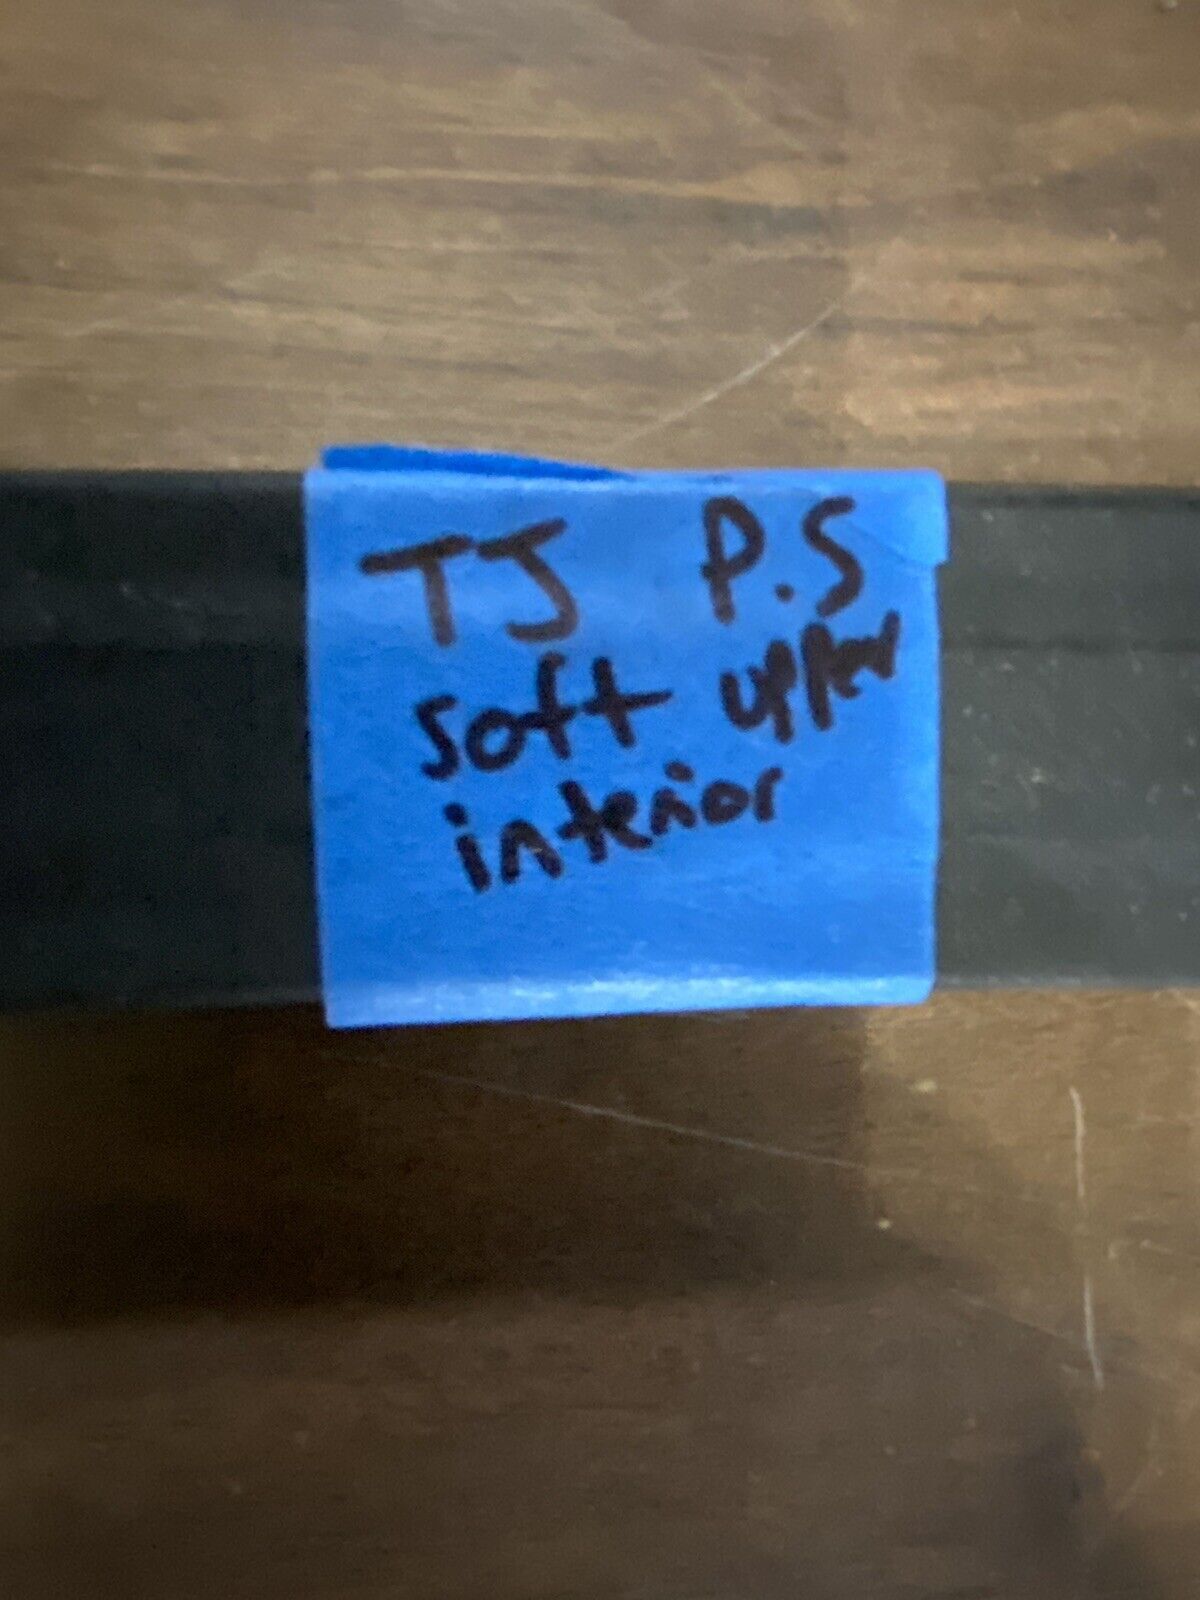 TJ P.S
soft upper
interior